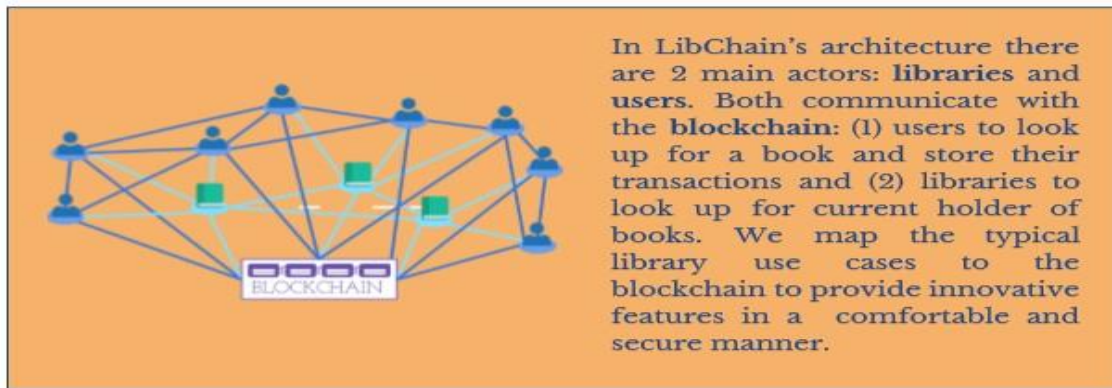 BLOCKCHAIN
In LibChain's architecture there
are 2 main actors: libraries and
users. Both communicate with
the blockchain: (1) users to look
up for a book and store their
transactions and (2) libraries to
look up for current holder of
books. We map the typical
library use cases to the
blockchain to provide innovative
features in a comfortable and
secure manner.